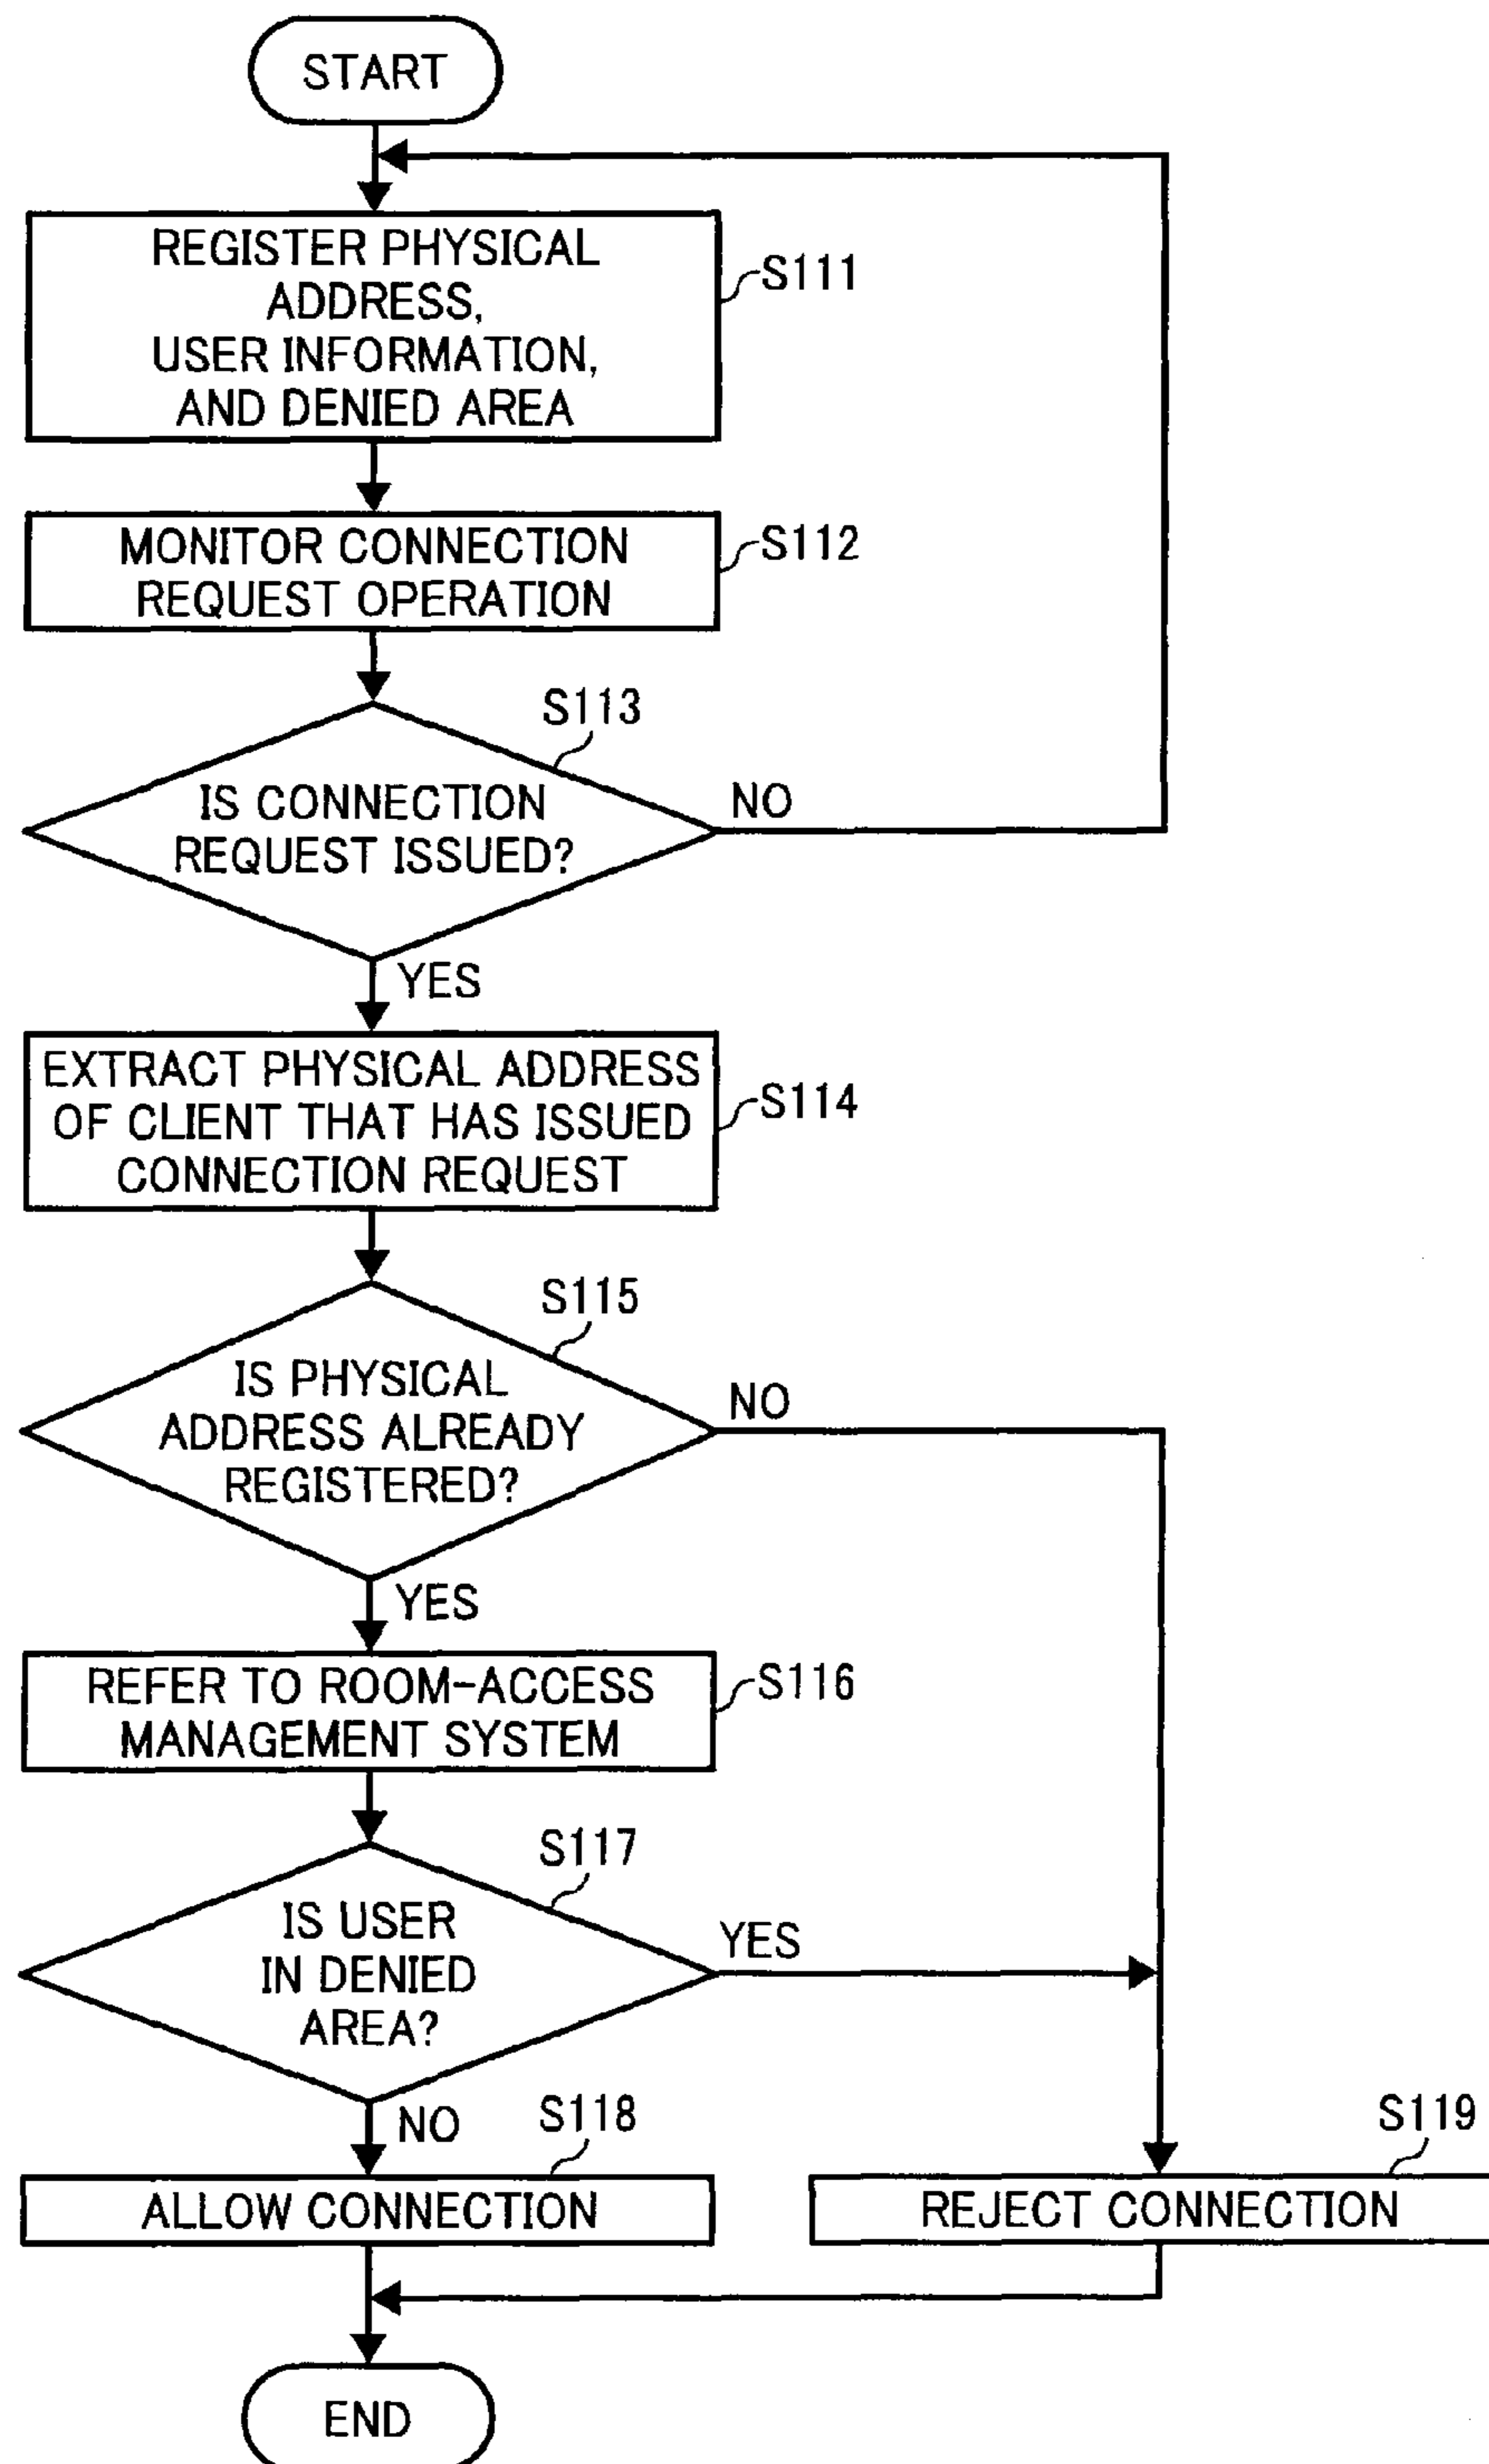 START
REGISTER PHYSICAL
ADDRESS,
USER INFORMATION,
AND DENIED AREA
S111
MONITOR CONNECTION
REQUEST OPERATION
S112
S113
IS CONNECTION
REQUEST ISSUED?
NO
YES
EXTRACT PHYSICAL ADDRESS
OF CLIENT THAT HAS ISSUED
CONNECTION REQUEST
S114
S115
IS PHYSICAL
ADDRESS ALREADY
REGISTERED?
NO
YES
REFER TO ROOM-ACCESS
MANAGEMENT SYSTEM
S116
S117
IS USER
IN DENIED
AREA?
YES
NO
S118
ALLOW CONNECTION
S119
REJECT CONNECTION
END